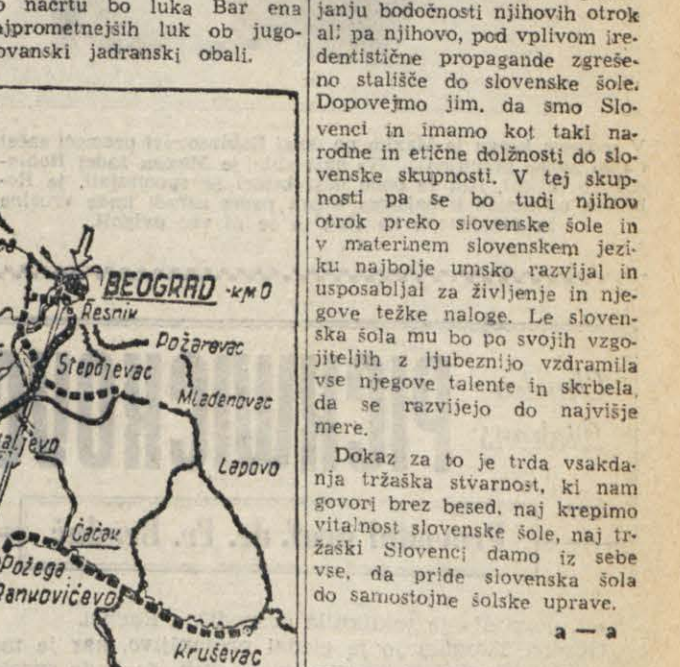 načrtu bo luka Bar ena
jprometnejših luk ob jugo-
ovanski jadranski obali.
BEOGRAD -KM 0
Resnik
Požarevac
Stepojevac
Mladenovac
Lapovo
Čačak
Požega
Rankovićevo
Kruševac
janju bodočnosti njihovih otrok
ali pa njihovo, pod vplivom ire-
dentistične propagande zgreše-
no stališče do slovenske šole.
Dopovejmo jim, da smo Slo-
venci in imamo kot taki na-
rodne in etične dolžnosti do slo-
venske skupnosti. V tej skup-
nosti pa se bo tudi njihov
otrok preko slovenske šole in
v materinem slovenskem jezi-
ku najbolje umsko razvijal in
usposabljal za življenje in nje-
gove težke naloge. Le sloven-
ska šola mu bo po svojih vzgo-
jiteljih z ljubeznijo vzdramila
vse njegove talente in skrbela,
da se razvijejo do najvišje
mere.
Dokaz za to je trda vsakda-
nja tržaška stvarnost, ki nam
govori brez besed, naj krepimo
vitalnost slovenske šole, naj tr-
žaški Slovenci damo iz sebe
vse, da pride slovenska šola
do samostojne šolske uprave.
a — a